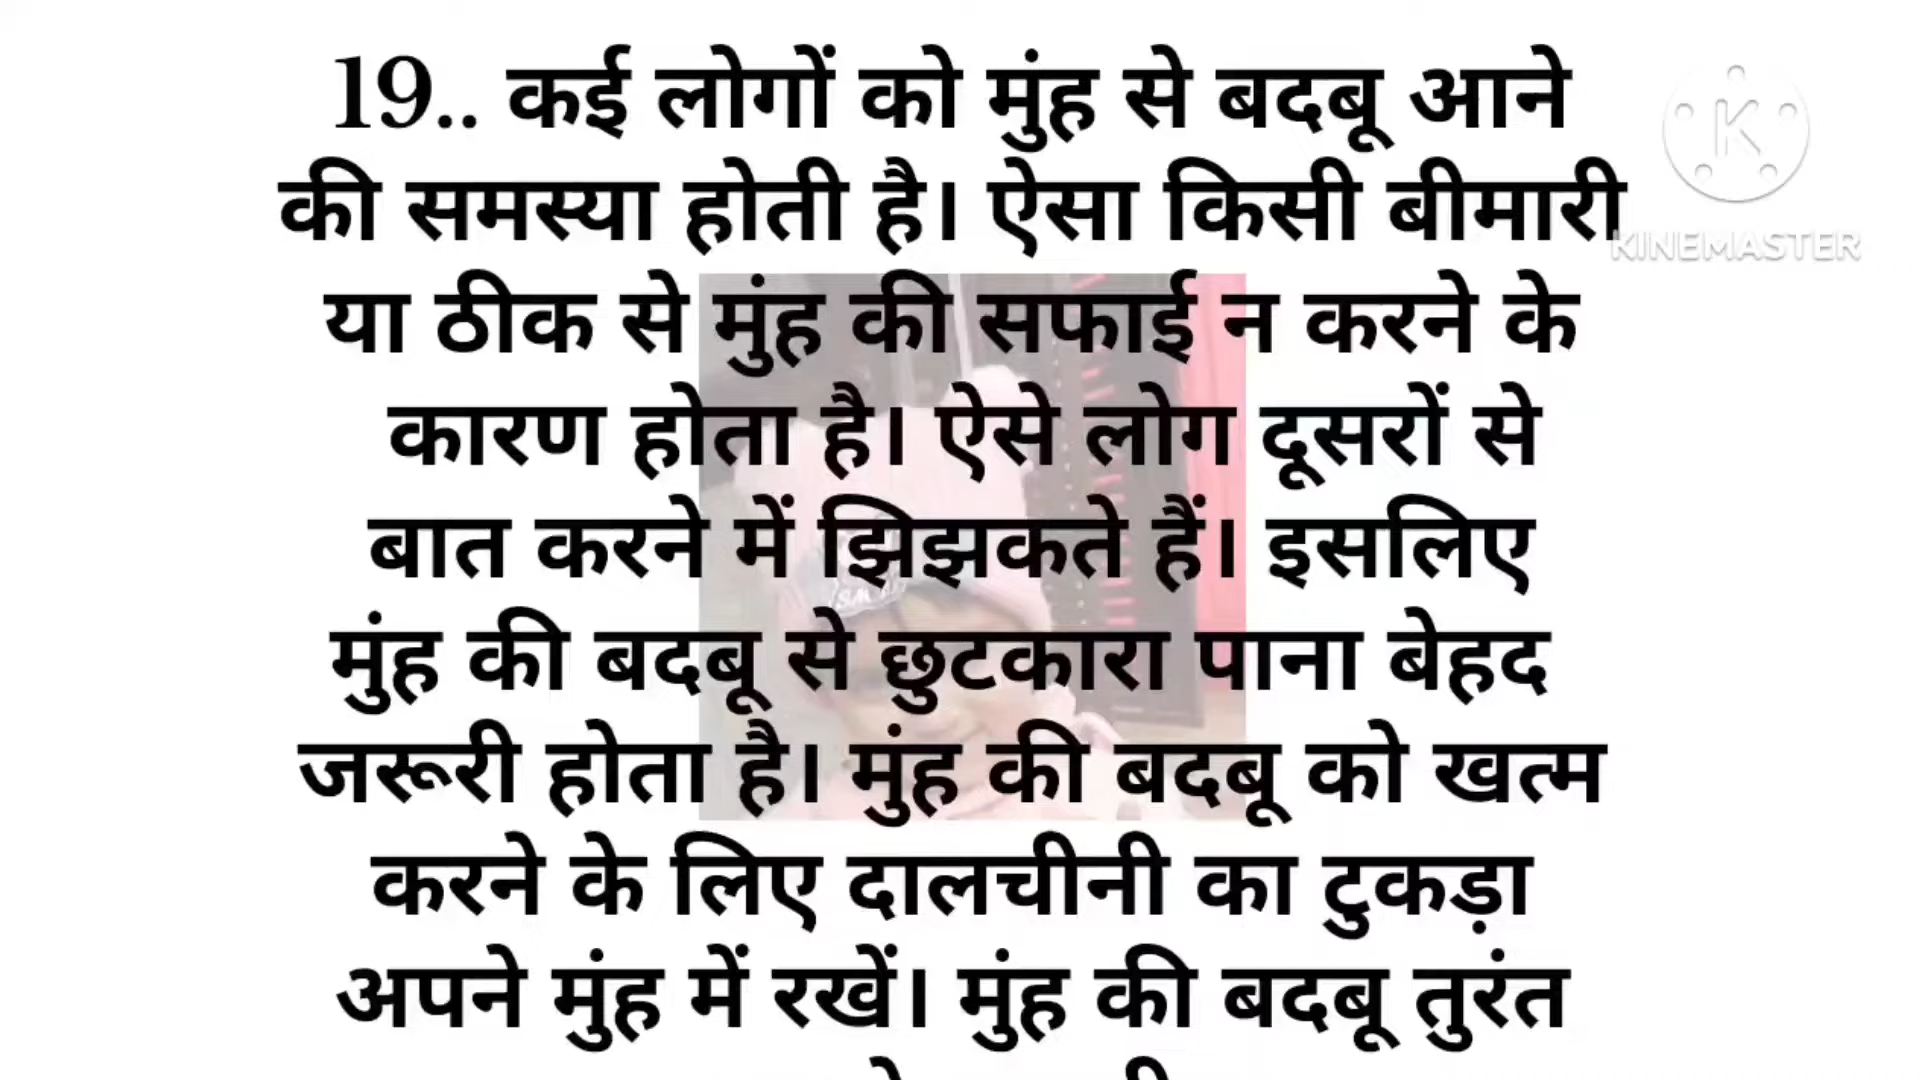 19.. कई लोगों को मुंह से बदबू आने
की समस्या होती है। ऐसा किसी बीमारी
या ठीक से मुंह की सफाई न करने के
कारण होता है। ऐसे लोग दूसरों से
बात करने में झिझकते हैं। इसलिए
मुंह की बदबू से छुटकारा पाना बेहद
जरूरी होता है। मुंह की बदबू को खत्म
करने के लिए दालचीनी का टुकड़ा
अपने मुंह में रखें। मुंह की बदबू तुरंत
K
KINEMASTER